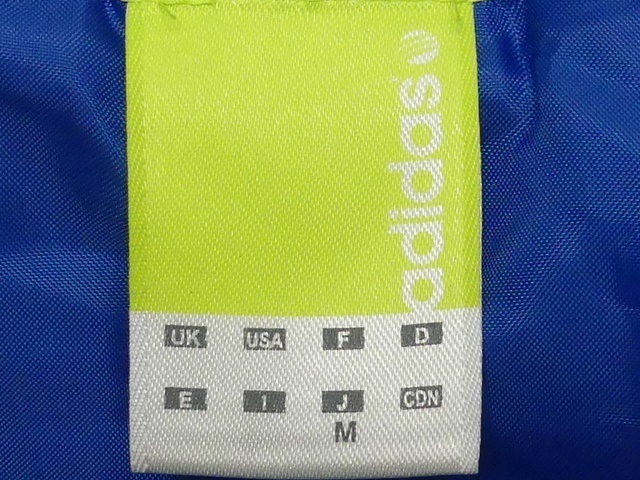 adidas
UK USA F D
E I J CDN
M